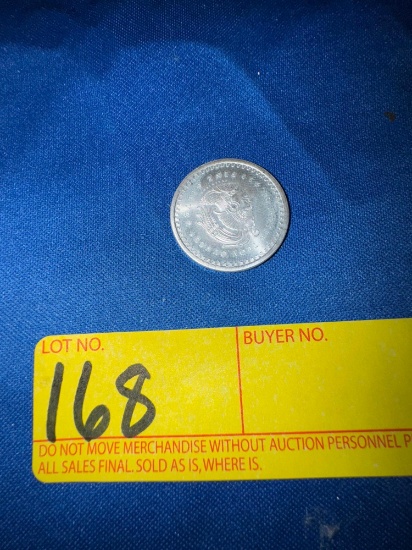 LOT NO.
BUYER NO.
168
DO NOT MOVE MERCHANDISE WITHOUT AUCTION PERSONNEL P
ALL SALES FINAL. SOLD AS IS, WHERE IS.